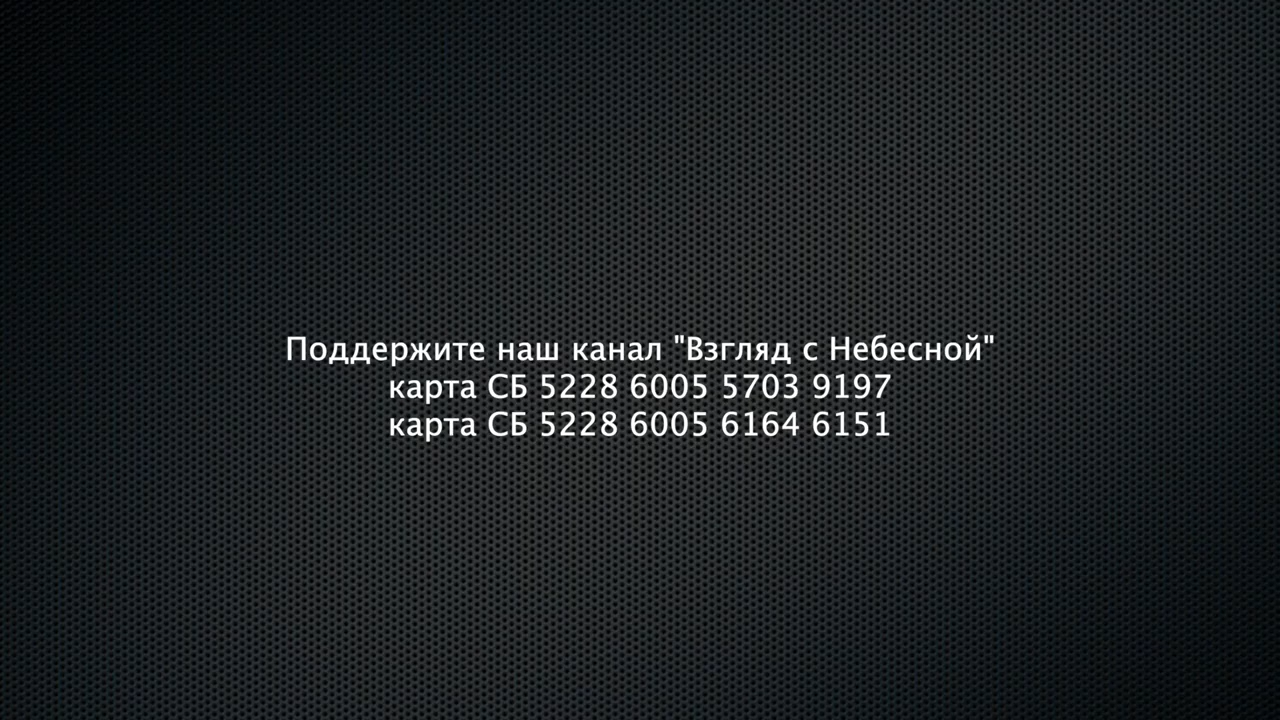 Поддержите наш канал "Взгляд с Небесной"
карта СБ 5228 6005 5703 9197
карта СБ 5228 6005 6164 6151